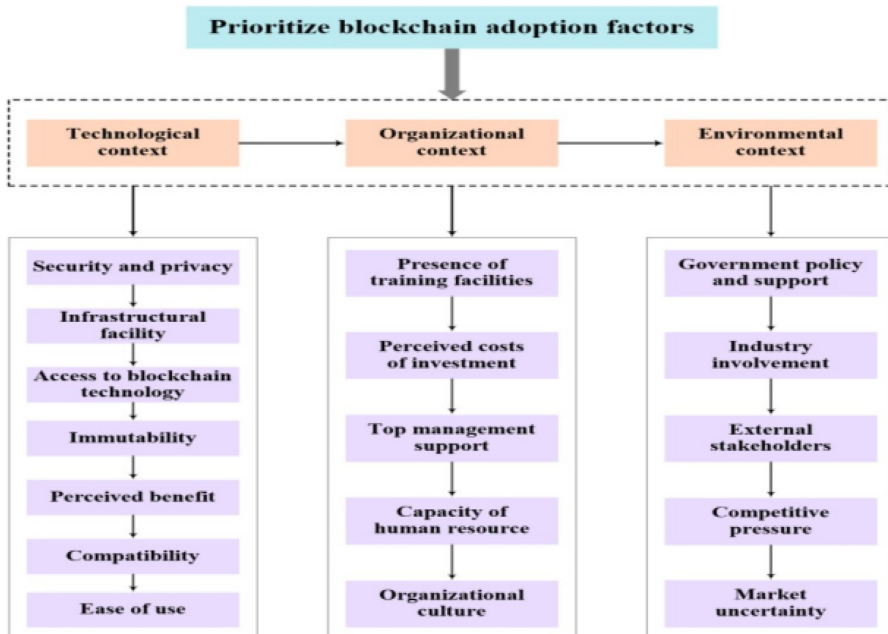 Prioritize blockchain adoption factors
Technological
context
Organizational
context
Environmental
context
Security and privacy
Infrastructural
facility
Access to blockchain
technology
Immutability
Perceived benefit
Compatibility
Ease of use
Presence of
training facilities
Perceived costs
of investment
Top management
support
Capacity of
human resource
Organizational
culture
Government policy
and support
Industry
involvement
External
stakeholders
Competitive
pressure
Market
uncertainty